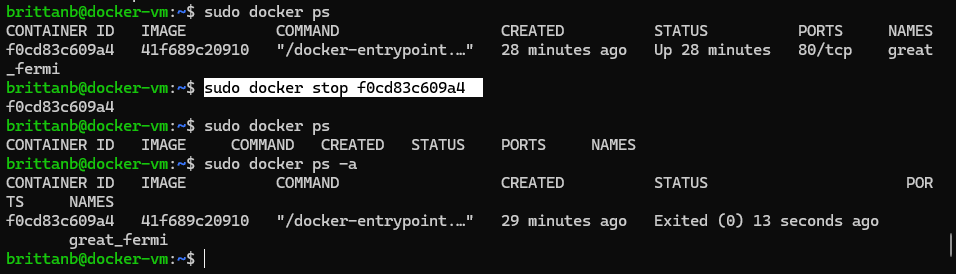 brittanb@docker-vm:~$ sudo docker ps
CONTAINER ID   IMAGE          COMMAND                  CREATED          STATUS          PORTS     NAMES
f0cd83c609a4   41f689c20910   "/docker-entrypoint.…"   28 minutes ago   Up 28 minutes   80/tcp    great
_fermi
brittanb@docker-vm:~$ sudo docker stop f0cd83c609a4
f0cd83c609a4
brittanb@docker-vm:~$ sudo docker ps
CONTAINER ID   IMAGE     COMMAND   CREATED   STATUS    PORTS     NAMES
brittanb@docker-vm:~$ sudo docker ps -a
CONTAINER ID   IMAGE          COMMAND                  CREATED          STATUS                      POR
TS     NAMES
f0cd83c609a4   41f689c20910   "/docker-entrypoint.…"   29 minutes ago   Exited (0) 13 seconds ago
       great_fermi
brittanb@docker-vm:~$